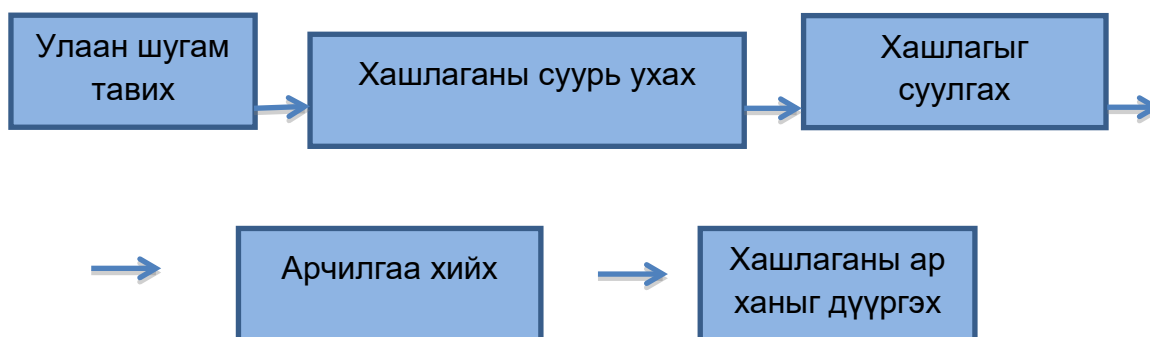 Улаан шугам
тавих
Хашлаганы суурь ухах
Хашлагыг
суулгах
Арчилгаа хийх
Хашлаганы ар
ханыг дүүргэх